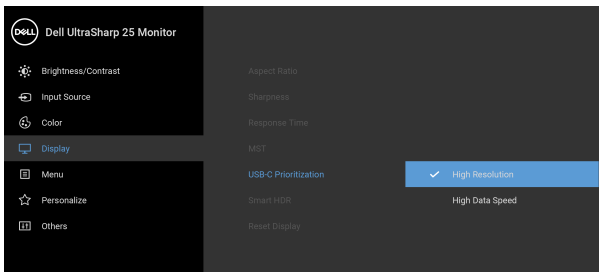 DELL
Dell UltraSharp 25 Monitor
Brightness/Contrast
Input Source
Color
Display
Menu
Personalize
Others
Aspect Ratio
Sharpness
Response Time
MST
USB-C Prioritization
Smart HDR
Reset Display
High Resolution
High Data Speed